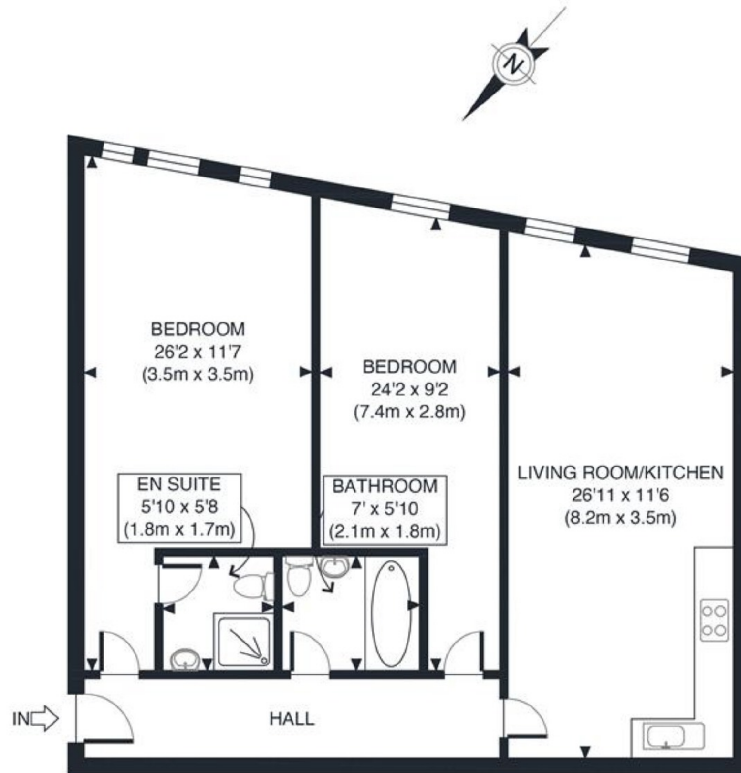 N
BEDROOM
26'2 x 11'7
(3.5m x 3.5m)
BEDROOM
24'2 x 9'2
(7.4m x 2.8m)
EN SUITE
5'10 x 5'8
(1.8m x 1.7m)
BATHROOM
7' x 5'10
(2.1m x 1.8m)
LIVING ROOM/KITCHEN
26'11 x 11'6
(8.2m x 3.5m)
IN
HALL